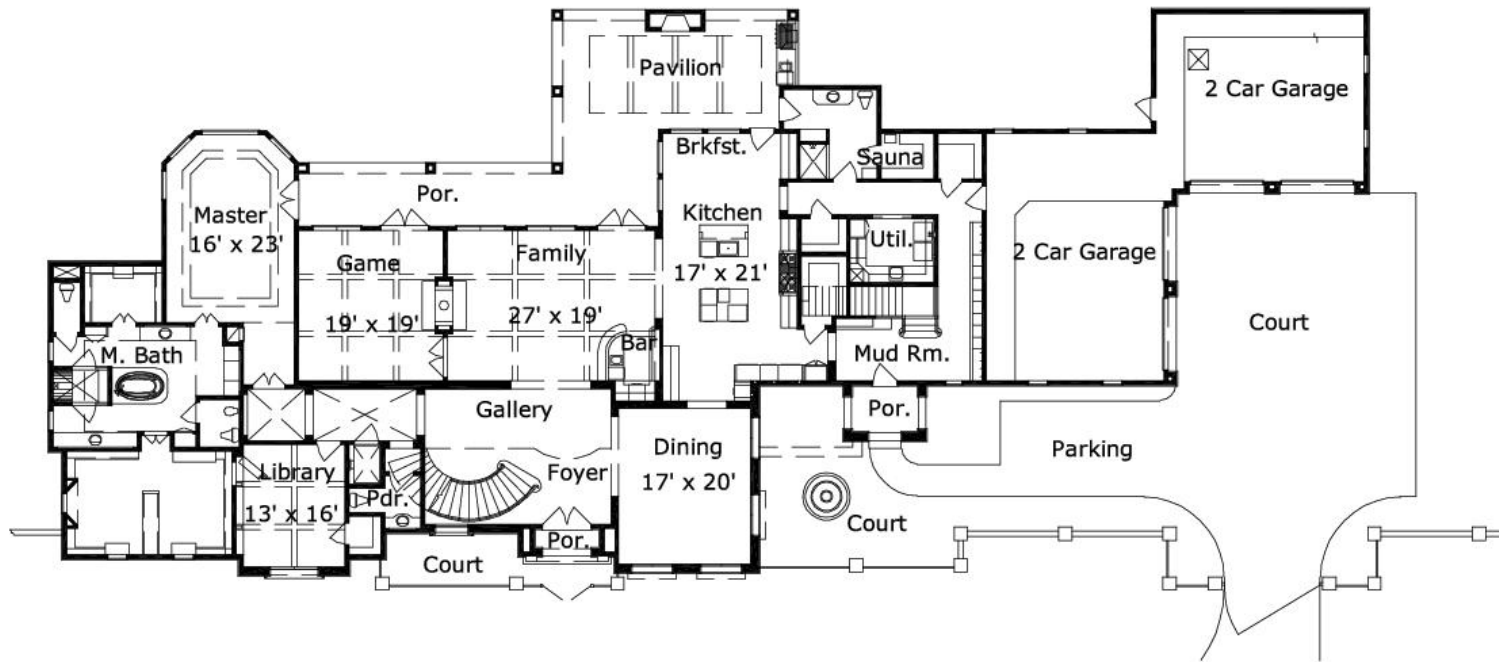 Pavilion
2 Car Garage
Brkfst.
Sauna
Por.
Master
16' x 23'
Kitchen
17' x 21'
Util.
Family
27' x 19'
Game
19' x 19'
2 Car Garage
Court
Bar
M. Bath
Mud Rm.
Gallery
Por.
Dining
17' x 20'
Parking
Foyer
Library
13' x 16'
Pdr.
Court
Por.
Court